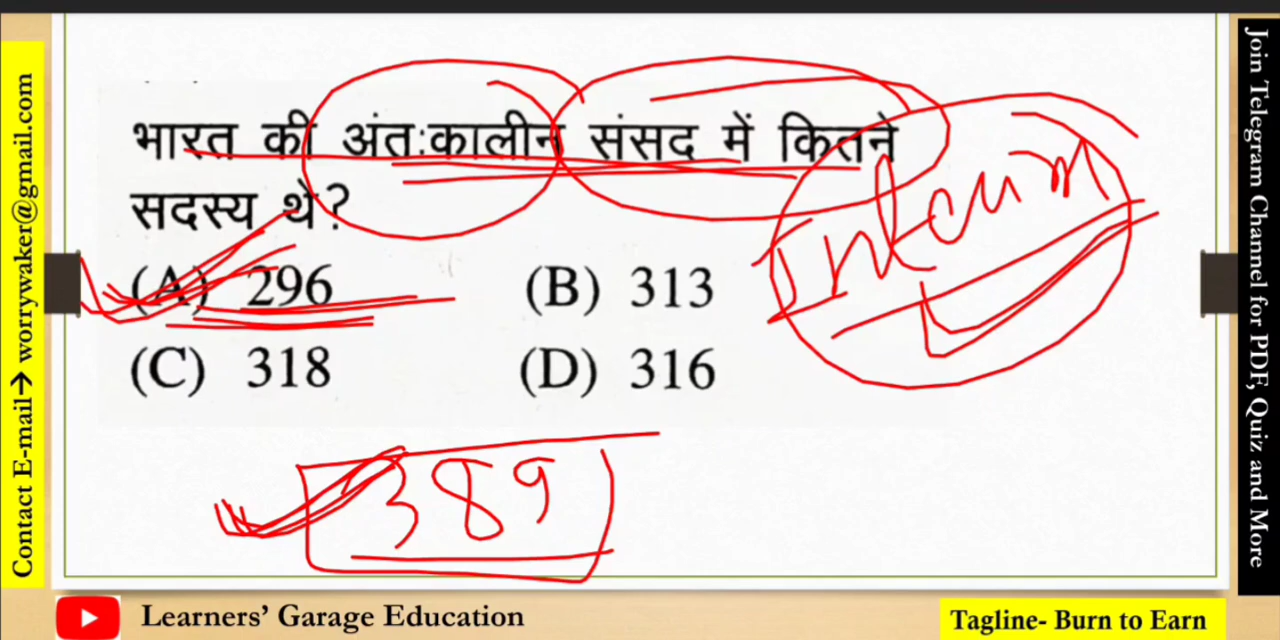 भारत की अंतःकालीन संसद में कितने
सदस्य थे?
(A) 296 (B) 313
(C) 318 (D) 316
389
Contact E-mail→ worrywaker@gmail.com
Join Telegram Channel for PDF, Quiz and More
Learners' Garage Education
Tagline- Burn to Earn